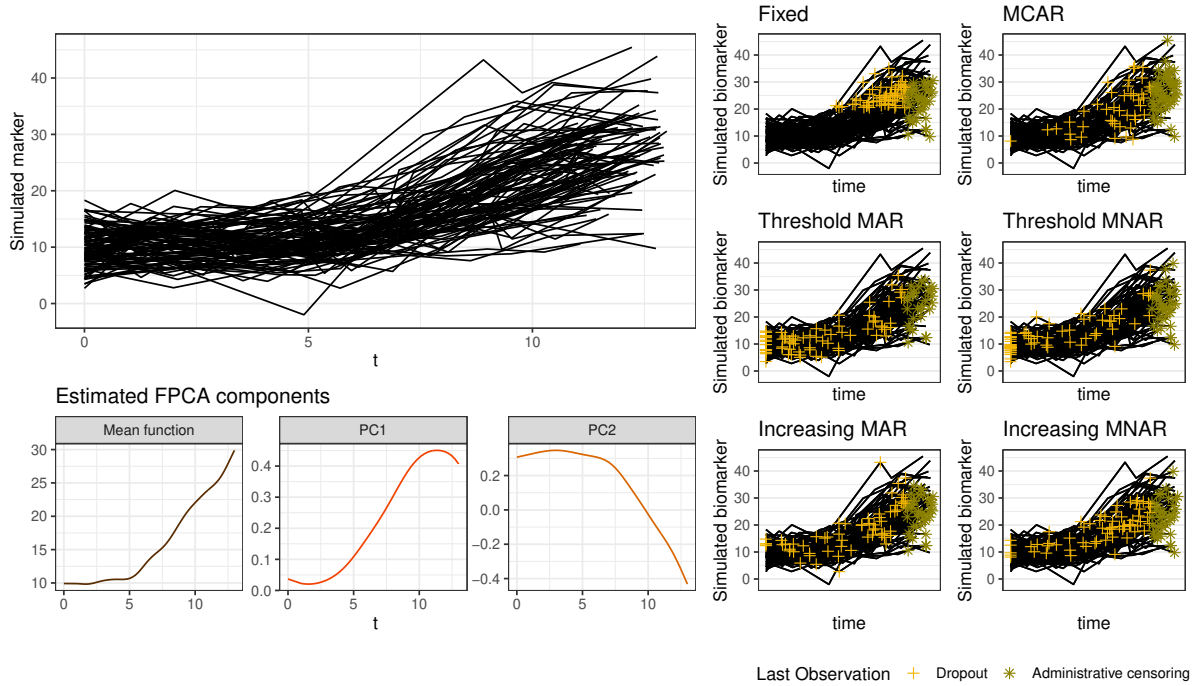 Simulated marker
40
30
20
10
0
0
5
10
t
Estimated FPCA components
Mean function
30
25
20
15
10
0
5
10
PC1
0.4
0.3
0.2
0.1
0.0
0
5
10
t
PC2
0.2
0.0
−0.2
−0.4
0
5
10
Fixed
Simulated biomarker
40
30
20
10
0
time
MCAR
Simulated biomarker
40
30
20
10
0
time
Threshold MAR
Simulated biomarker
40
30
20
10
0
time
Threshold MNAR
Simulated biomarker
40
30
20
10
0
time
Increasing MAR
Simulated biomarker
40
30
20
10
0
time
Increasing MNAR
Simulated biomarker
40
30
20
10
0
time
Last Observation
Dropout
Administrative censoring